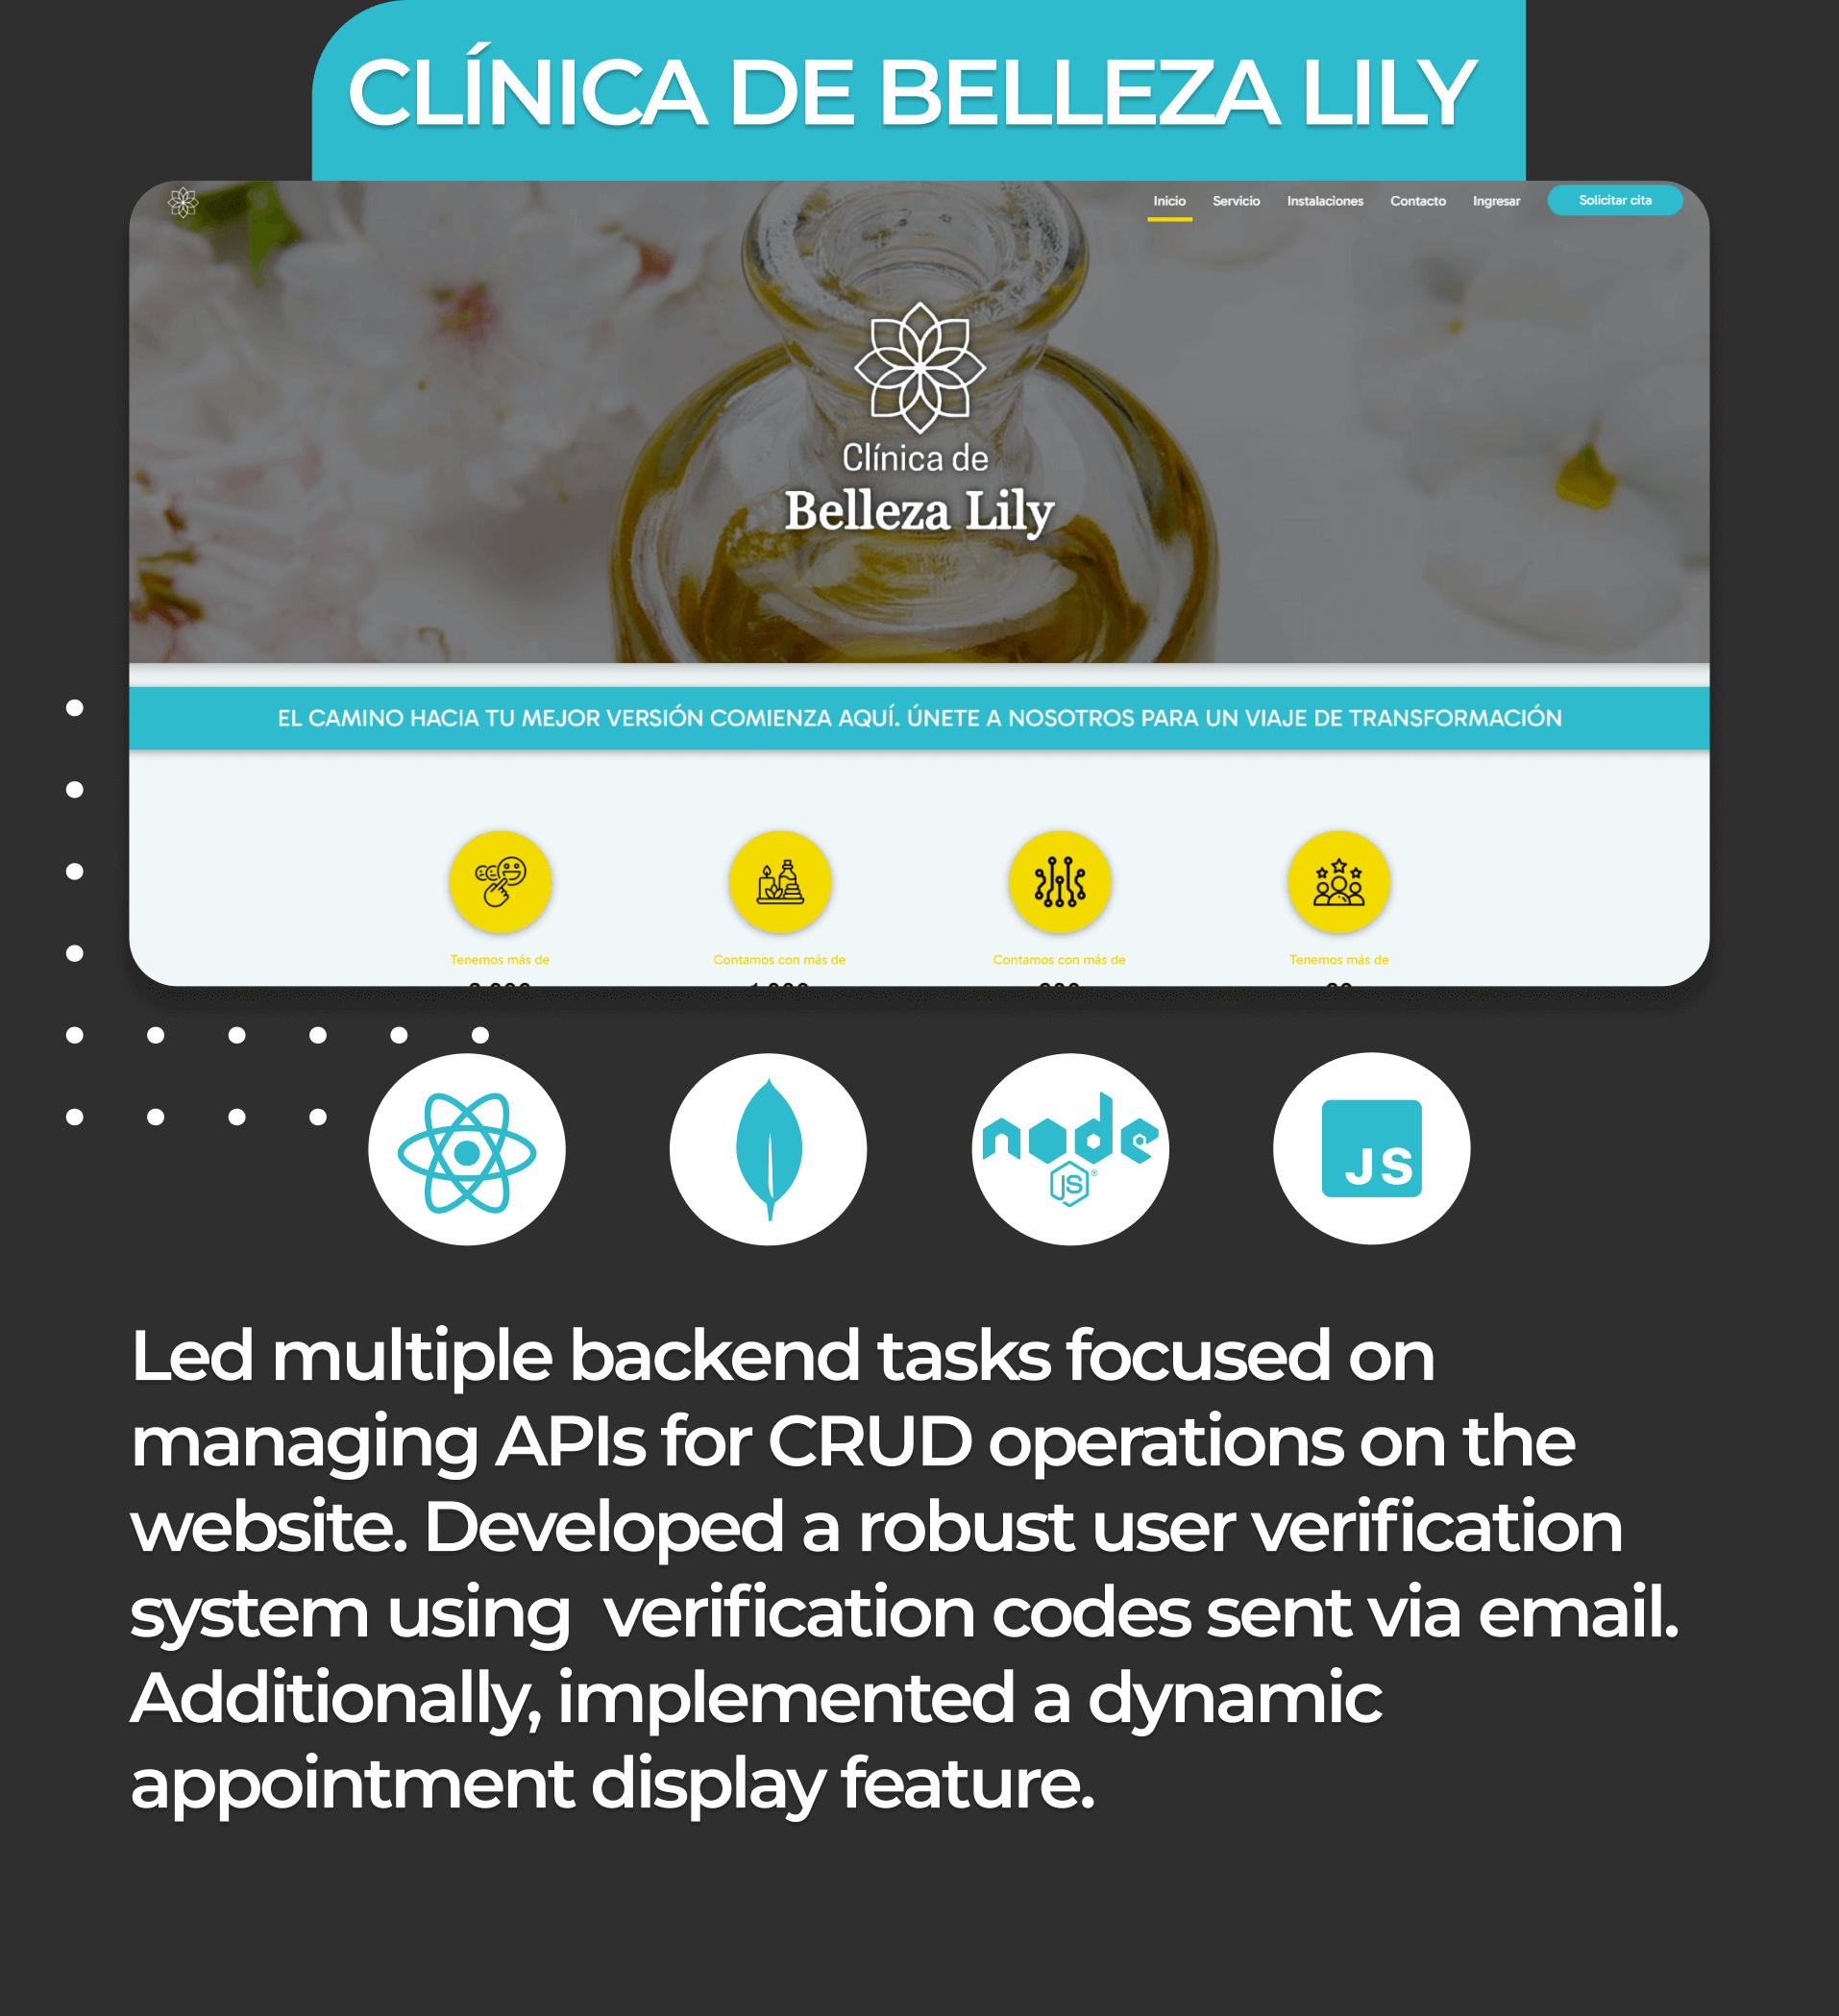 CLÍNICA DE BELLEZA LILY
Inicio Servicio Instalaciones Contacto Ingresar Solicitar cita
Clínica de
Belleza Lily
EL CAMINO HACIA TU MEJOR VERSIÓN COMIENZA AQUÍ. ÚNETE A NOSOTROS PARA UN VIAJE DE TRANSFORMACIÓN
Tenemos más de Contamos con más de Contamos con más de Tenemos más de
node
JS
JS
Led multiple backend tasks focused on
managing APIs for CRUD operations on the
website. Developed a robust user verification
system using  verification codes sent via email.
Additionally, implemented a dynamic
appointment display feature.